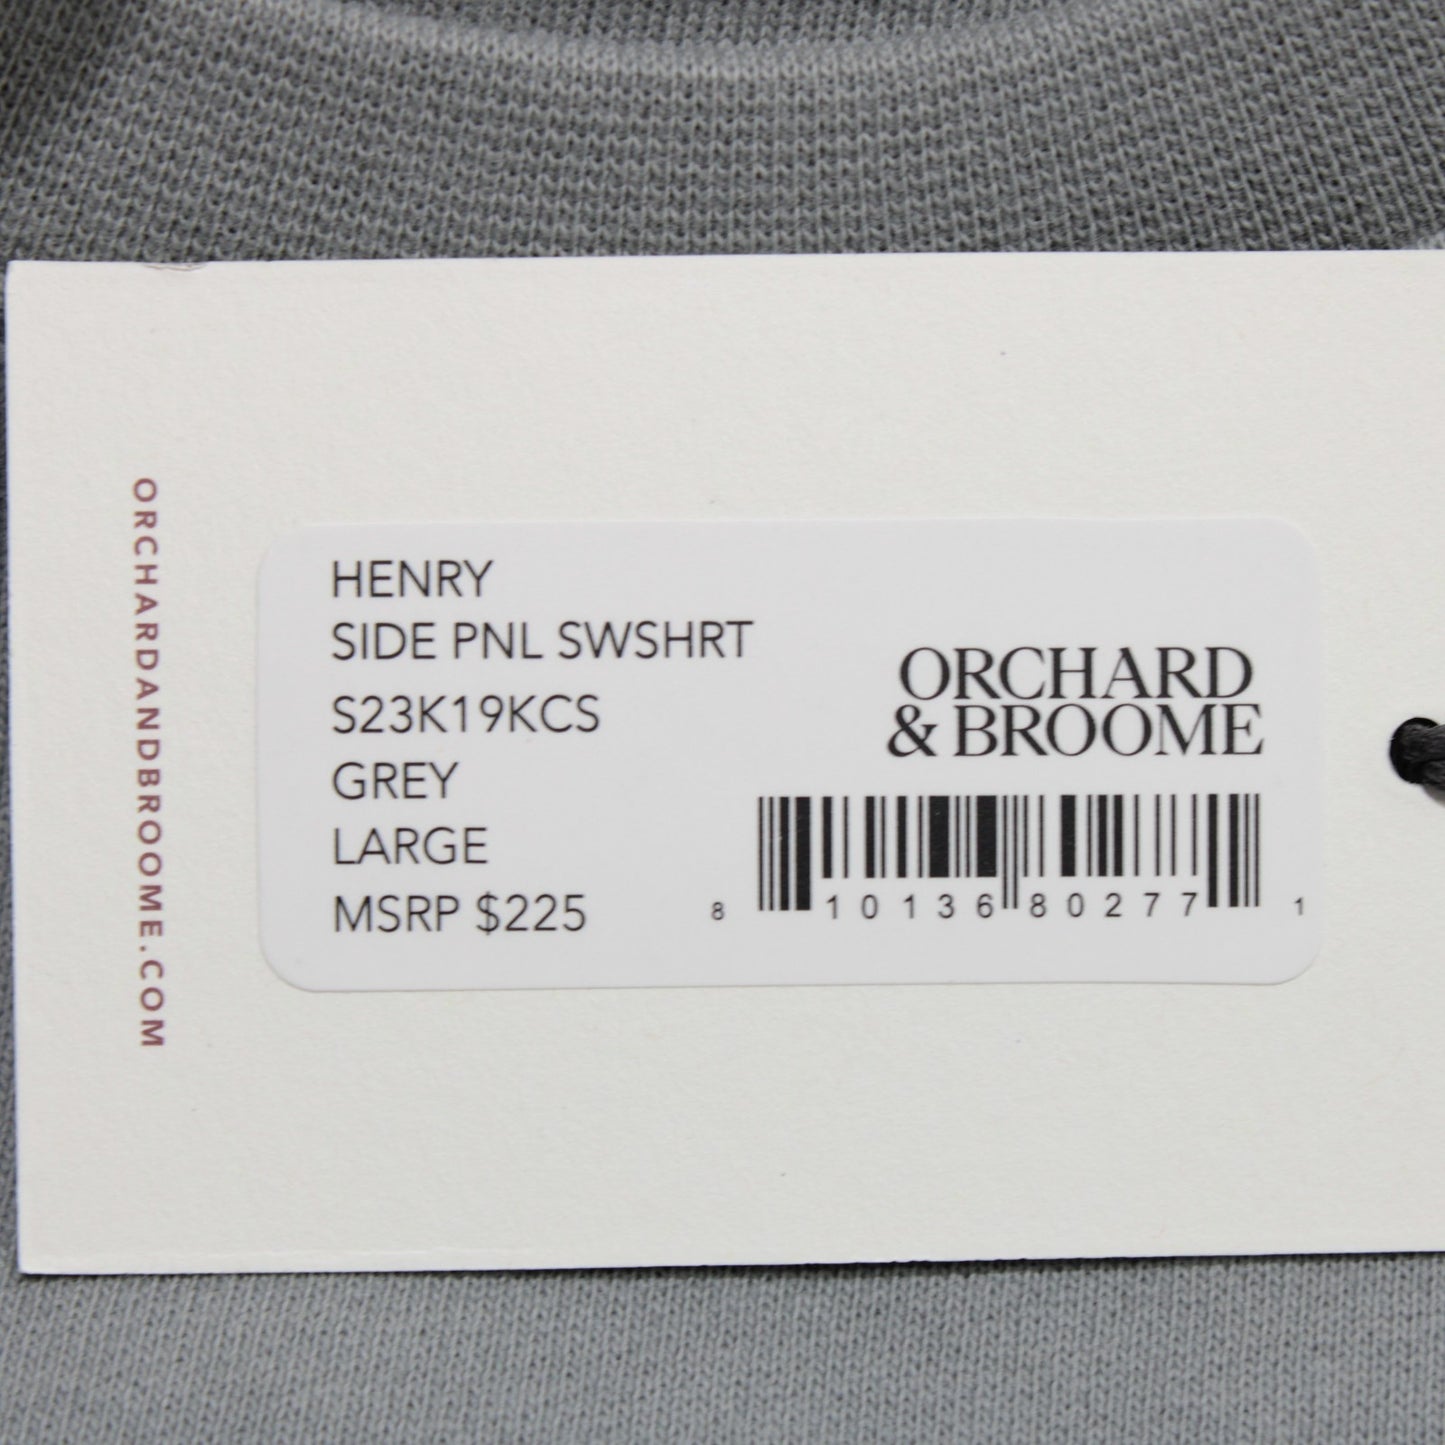 ORCHARDANDBROOME.COM
HENRY
SIDE PNL SWSHRT
S23K19KCS
GREY
LARGE
MSRP $225
ORCHARD
& BROOME
8 10136 80277 1